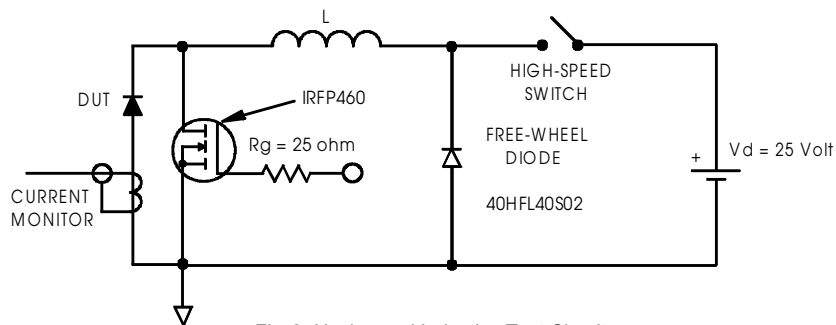 L
HIGH-SPEED
SWITCH
DUT
IRFP460
Rg = 25 ohm
FREE-WHEEL
DIODE
40HFL40S02
+
Vd = 25 Volt
CURRENT
MONITOR